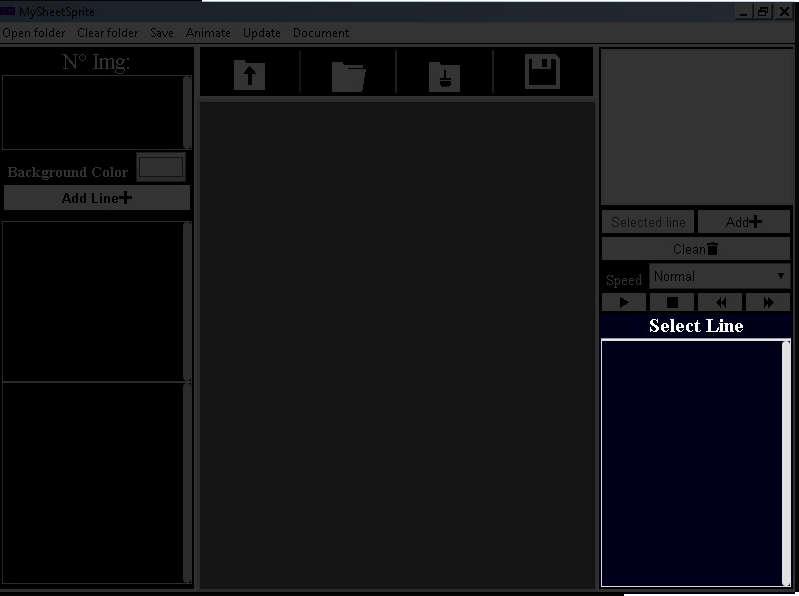 MySheetSprite
Open folder Clear folder Save Animate Update Document
N° Img:
Background Color
Add Line
Selected line Add
Clean
Speed Normal
Select Line